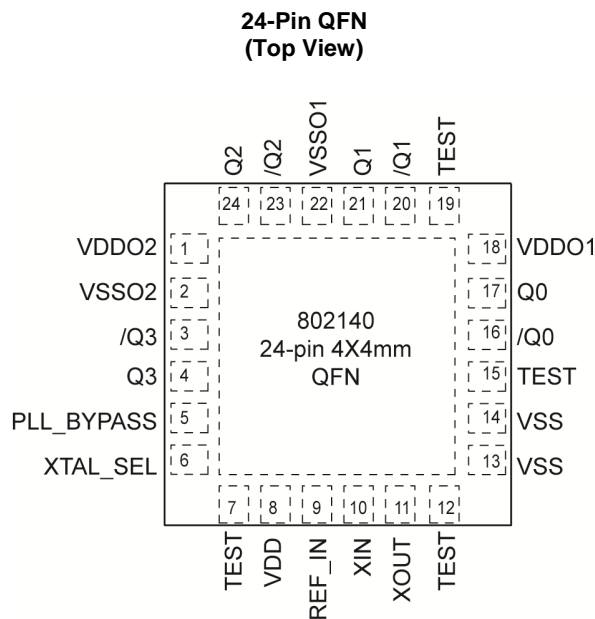 24-Pin QFN
(Top View)
Q2
/Q2
VSSO1
Q1
/Q1
TEST
24
23
22
21
20
19
VDDO2 1
VSSO2 2
/Q3 3
Q3 4
PLL_BYPASS 5
XTAL_SEL 6
802140
24-pin 4X4mm
QFN
18 VDDO1
17 Q0
16 /Q0
15 TEST
14 VSS
13 VSS
7
8
9
10
11
12
TEST
VDD
REF_IN
XIN
XOUT
TEST